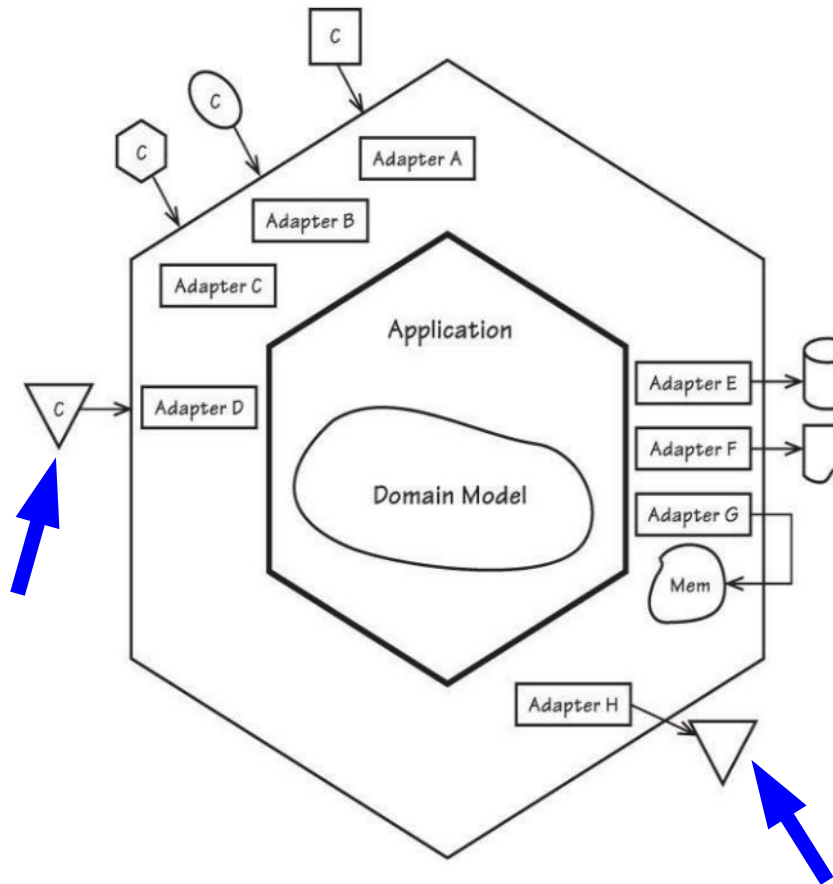 C
C
C
Adapter A
Adapter B
Adapter C
Application
Adapter E
C
Adapter D
Adapter F
Domain Model
Adapter G
Mem
Adapter H